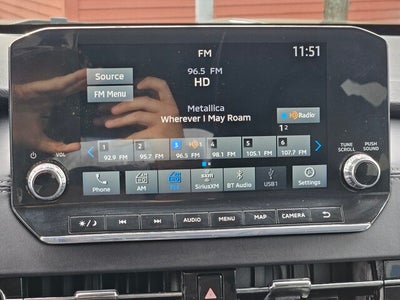 FM
11:51
Source
96.5 FM
HD
FM Menu
Metallica
Wherever I May Roam
HD Radio
1 2
1 2 3 HD 1 4 5 6
92.9 FM 95.7 FM 96.5 FM 98.1 FM 105.1 FM 107.7 FM
VOL
TUNE SCROLL
PUSH SOUND
Phone AM FM SiriusXM BT Audio USB1 Settings
AUDIO MENU MAP CAMERA